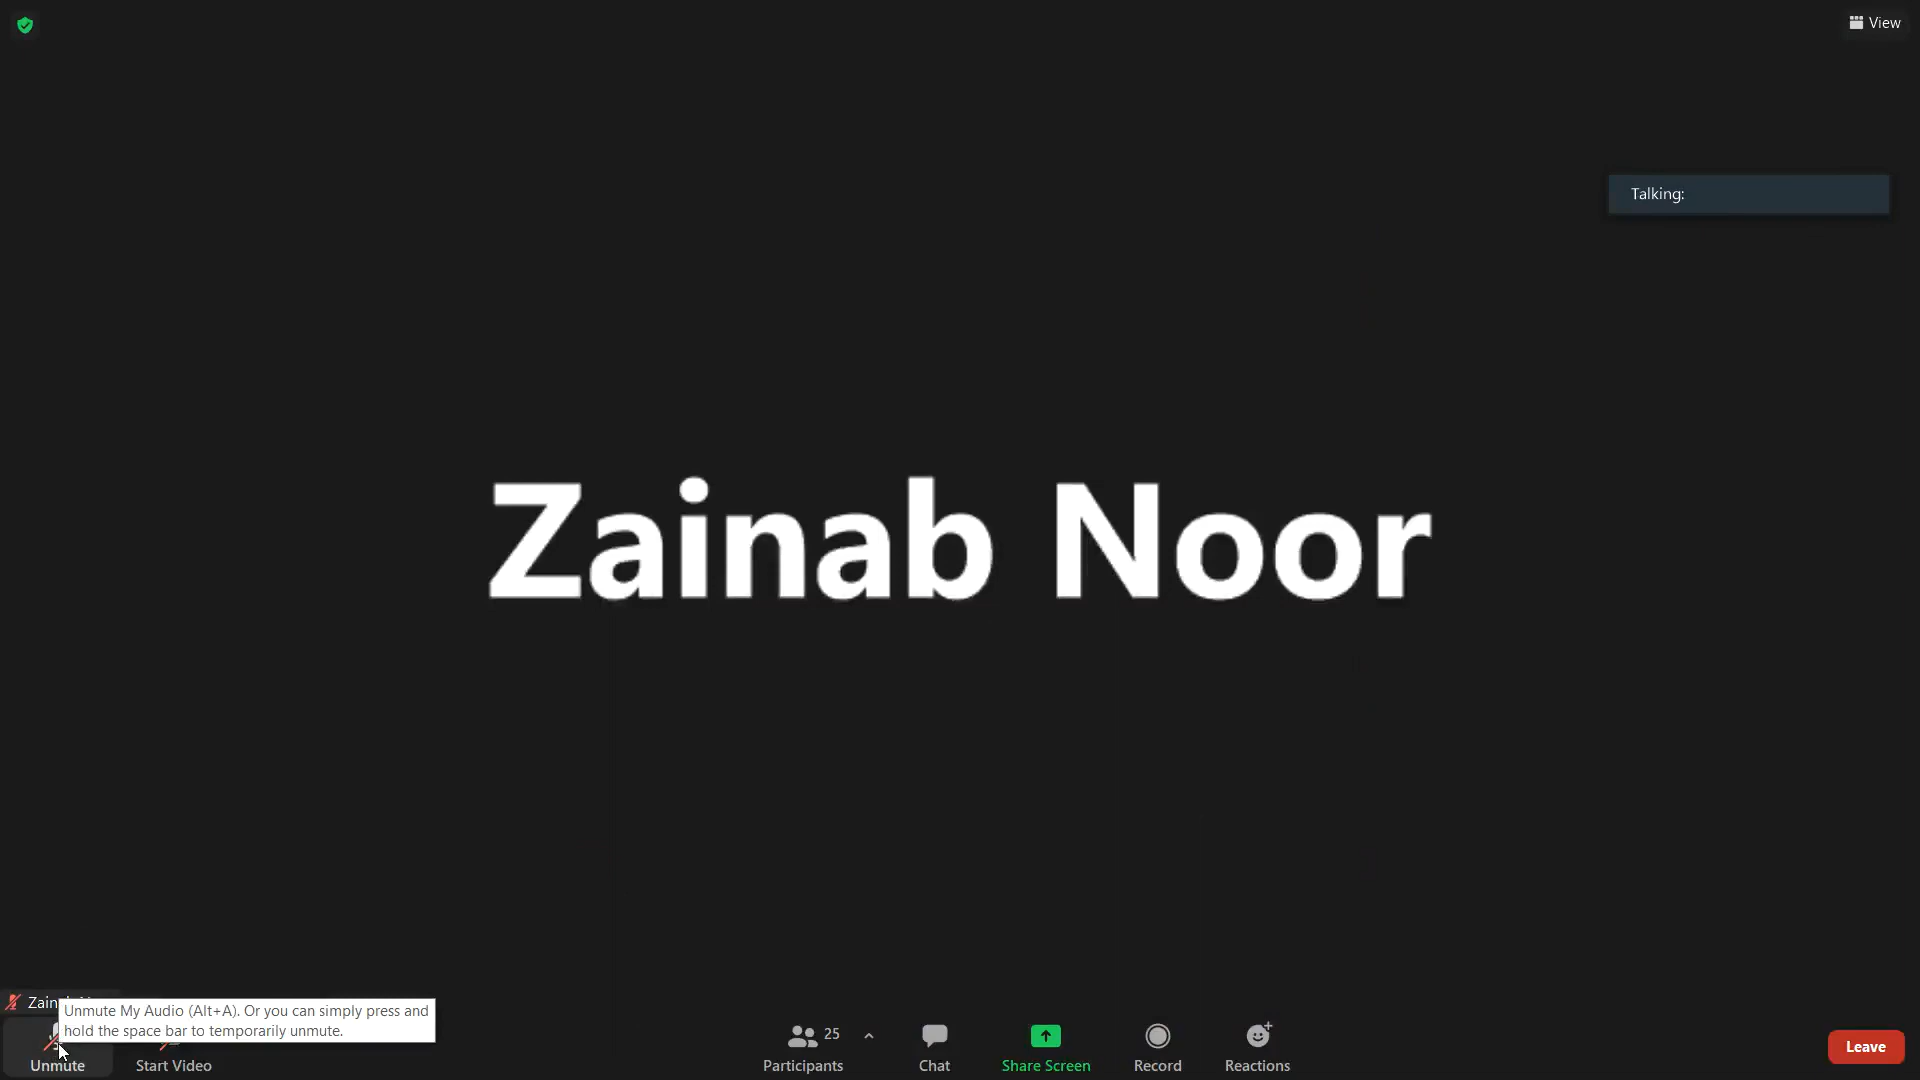 View
Talking:
Zainab Noor
Unmute My Audio (Alt+A). Or you can simply press and
hold the space bar to temporarily unmute.
Unmute
Start Video
25
Participants
Chat
Share Screen
Record
Reactions
Leave